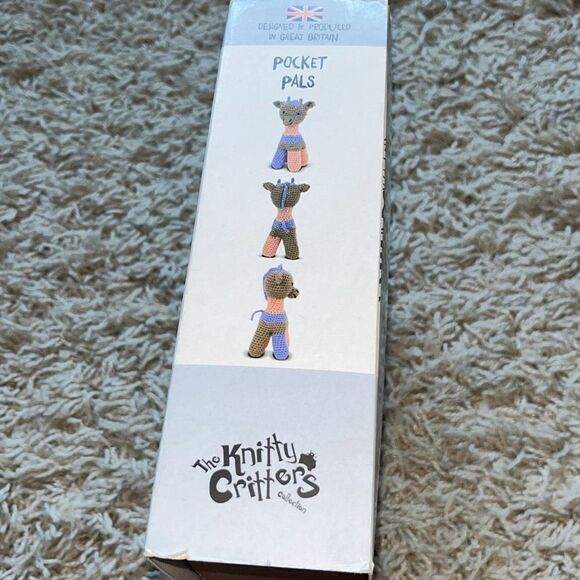 DESIGNED & PRODUCED
IN GREAT BRITAIN
POCKET
PALS
The Knitty
Critters
collection